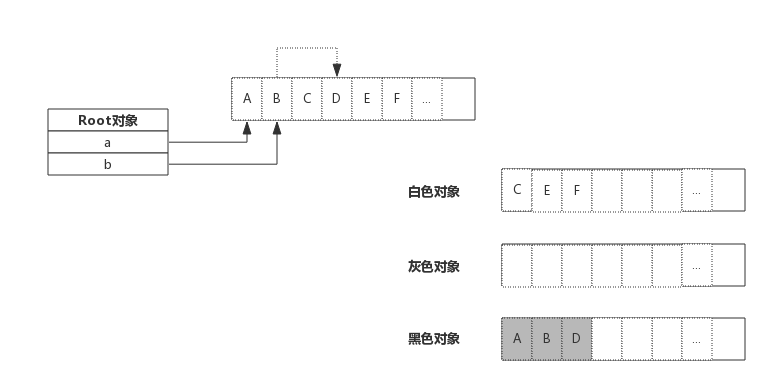 A B C D E F ...
Root对象
a
b
白色对象 C E F ...
灰色对象 ...
黑色对象 A B D ...